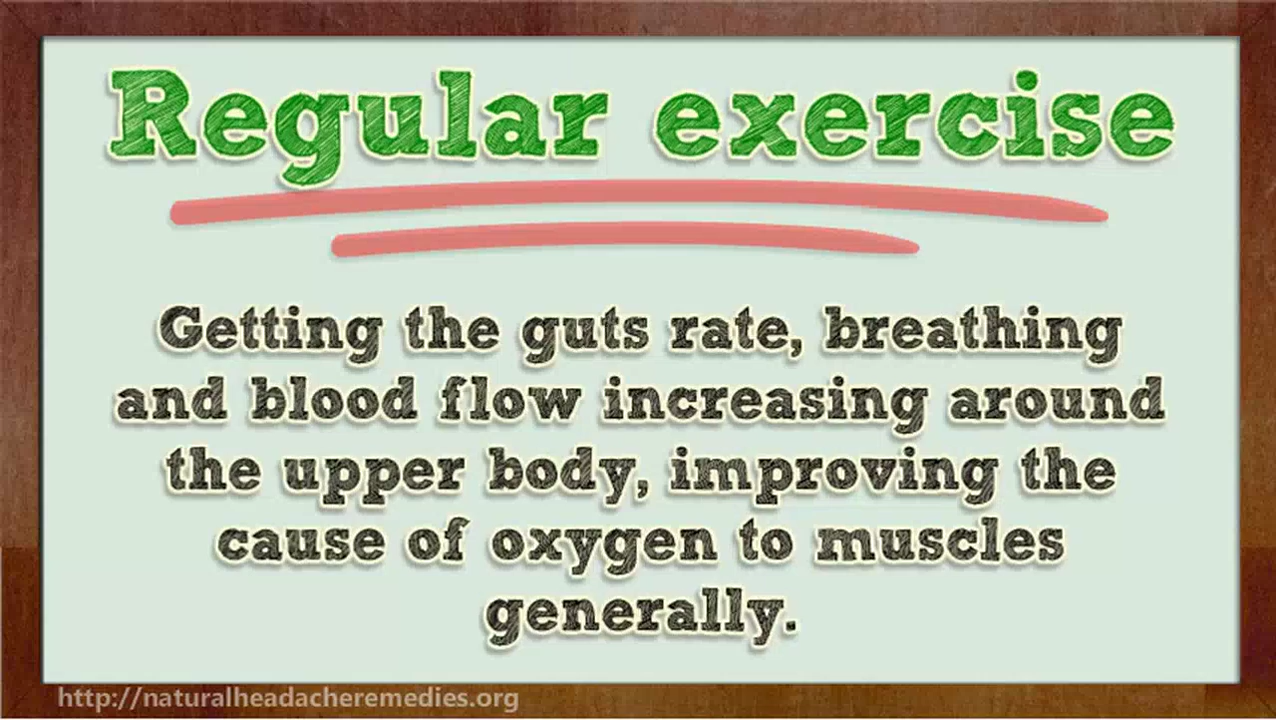 Regular exercise
Getting the guts rate, breathing
and blood flow increasing around
the upper body, improving the
cause of oxygen to muscles
generally.
http://naturalheadacheremedies.org